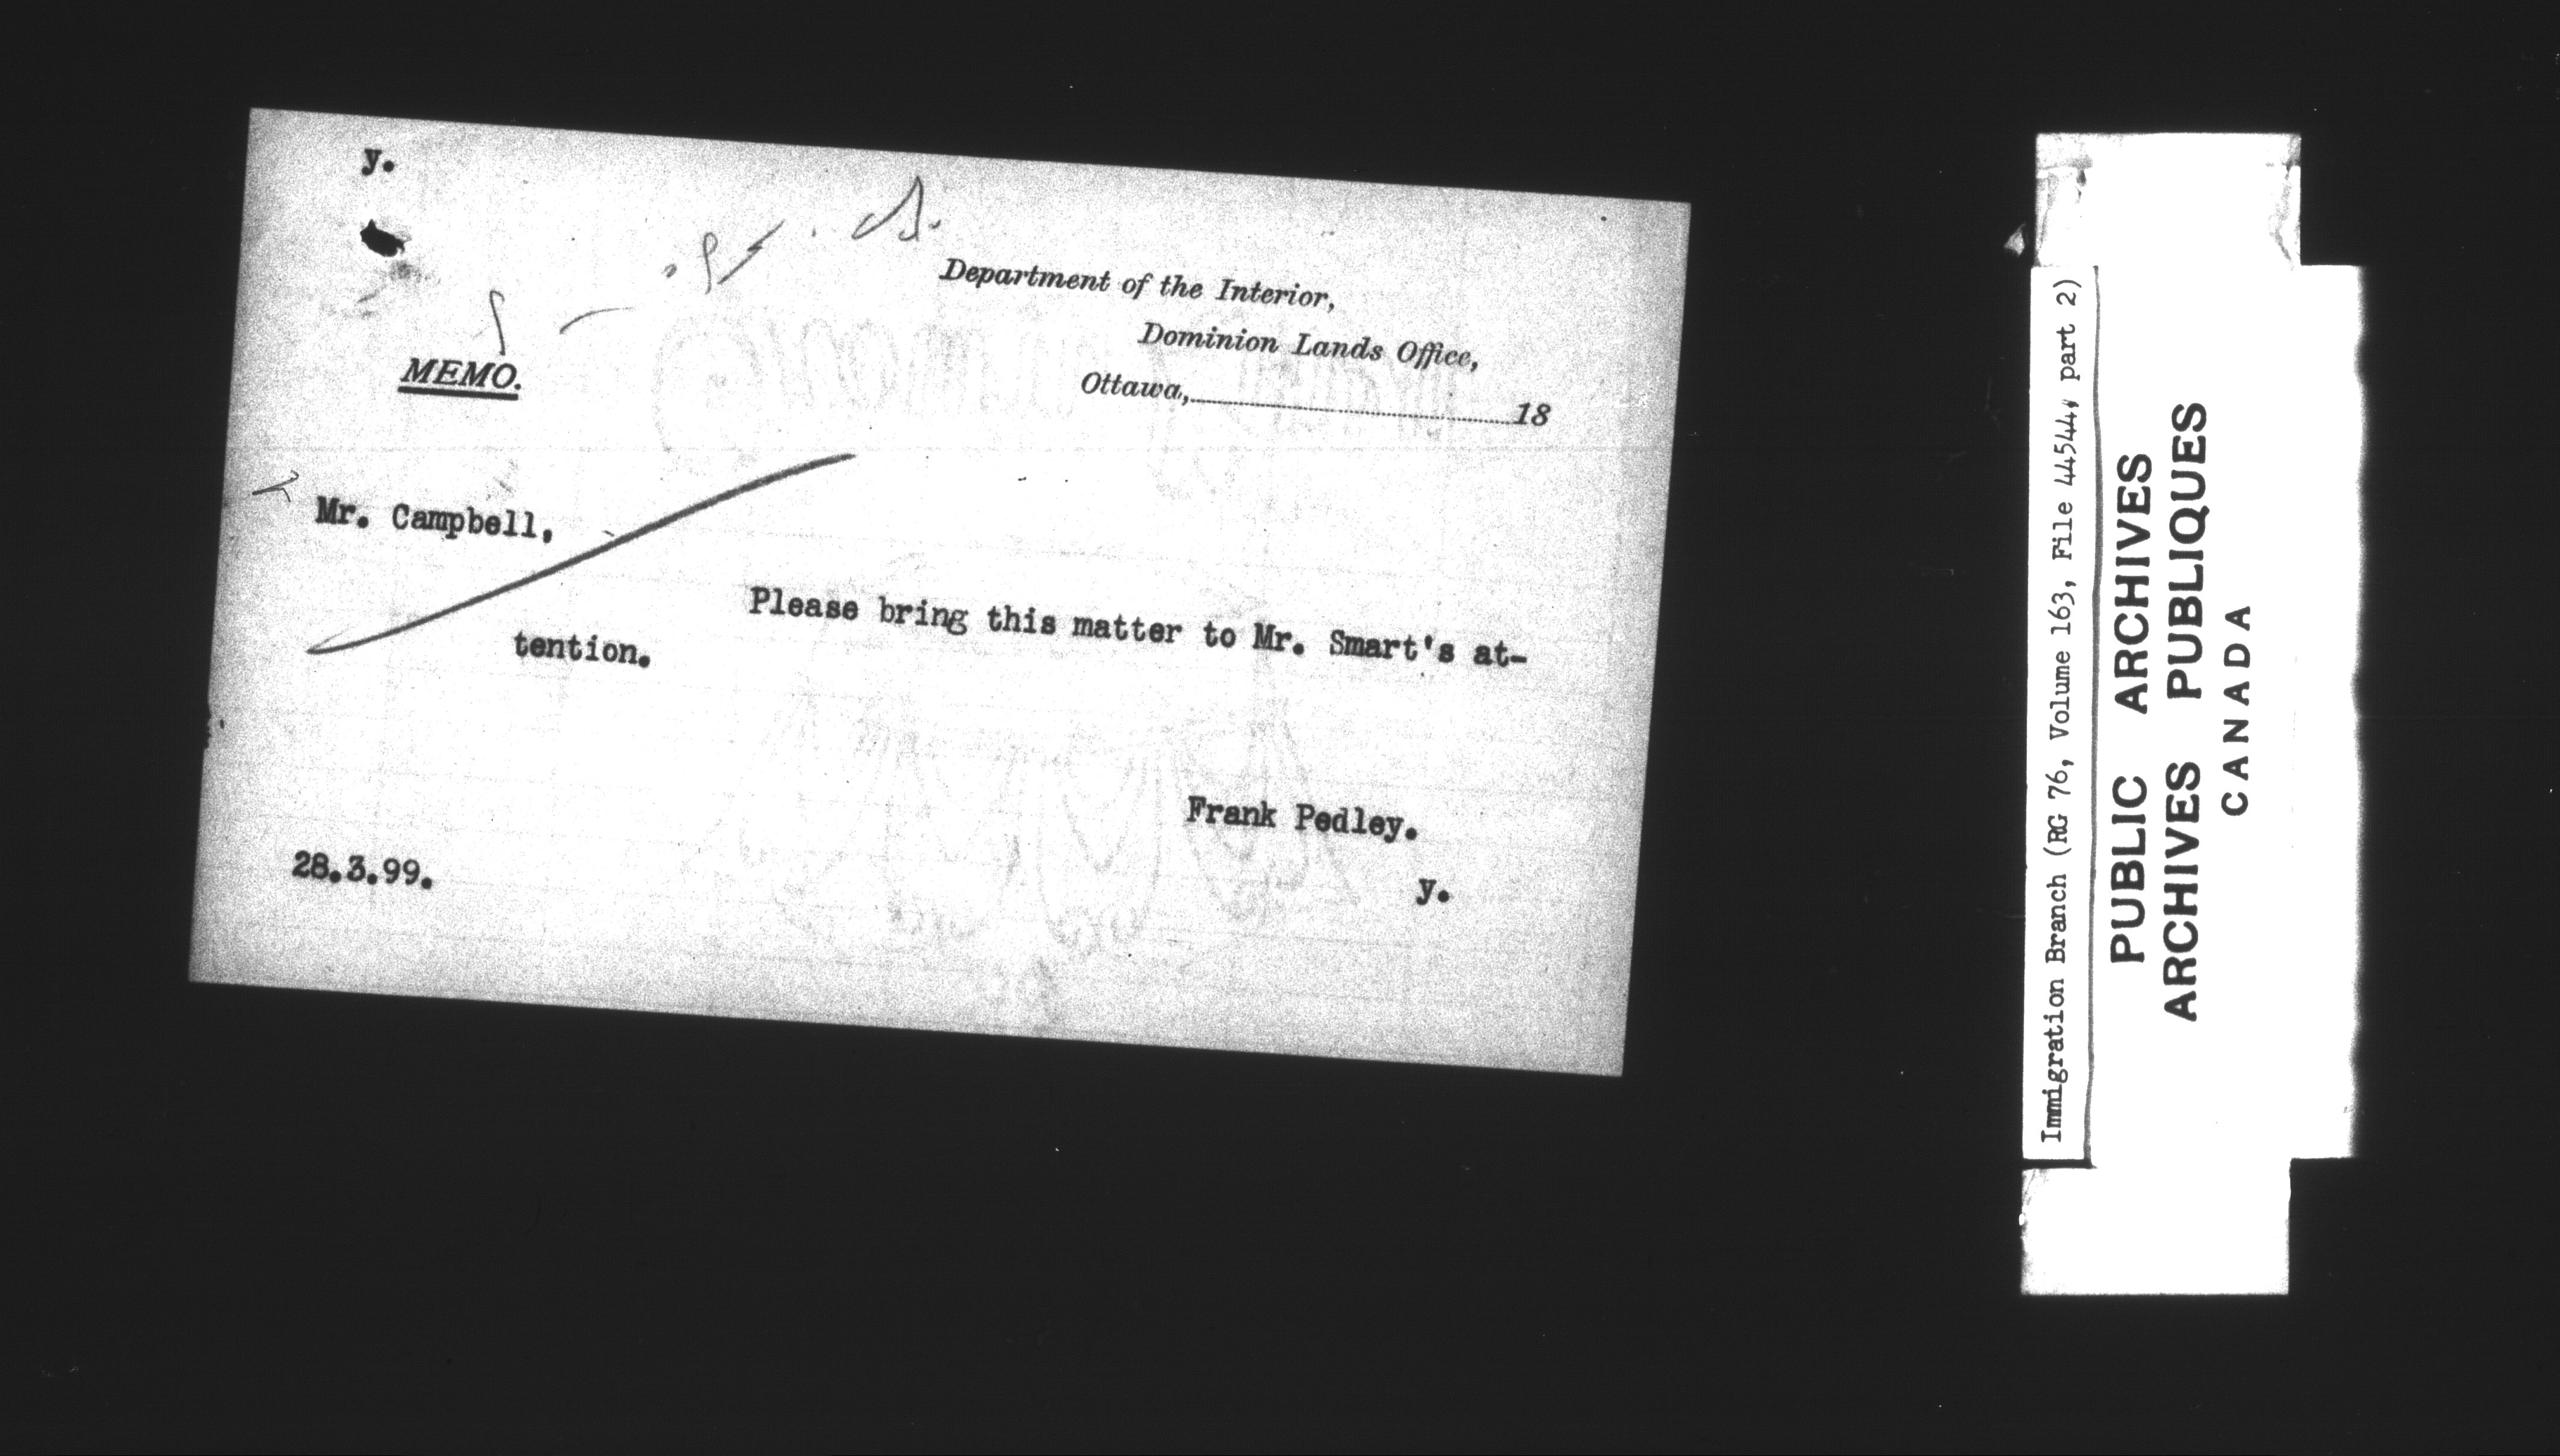 y.
Department of the Interior,
Dominion Lands Office,
MEMO.
Ottawa, 18
Mr. Campbell,
Please bring this matter to Mr. Smart's at-
tention.
Frank Pedley.
28.3.99.
y.
Immigration Branch (RG 76, Volume 163, File 44544, part 2)
PUBLIC ARCHIVES
ARCHIVES PUBLIQUES
CANADA